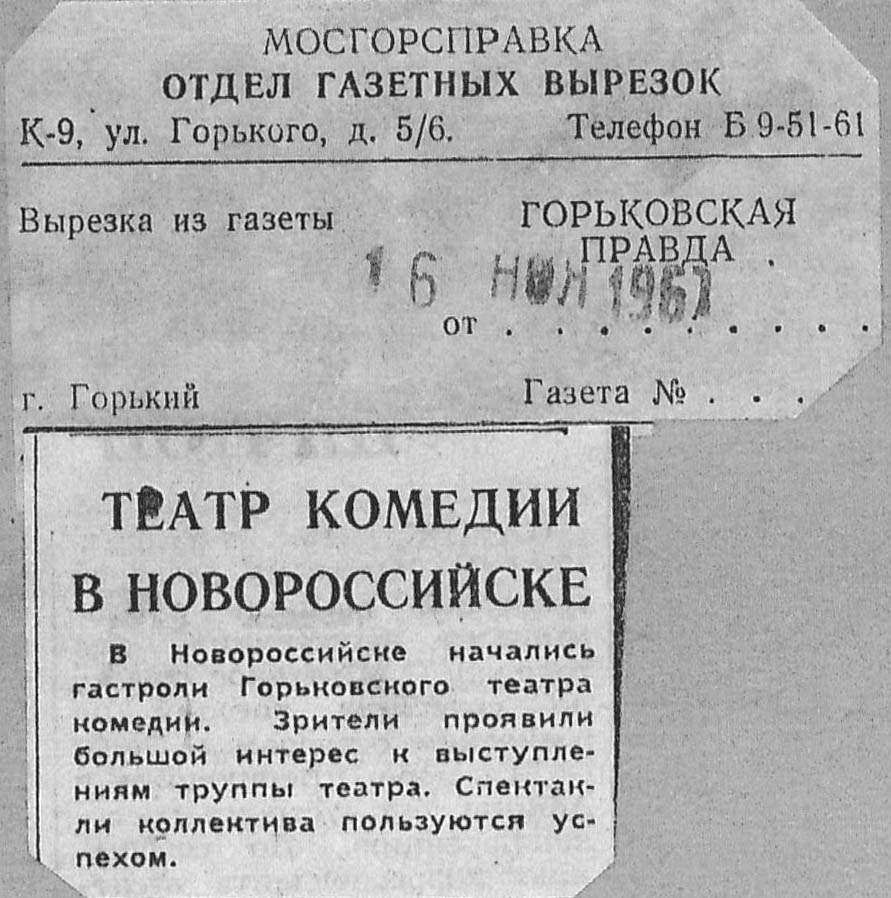 МОСГОРСПРАВКА
ОТДЕЛ ГАЗЕТНЫХ ВЫРЕЗОК
К-9, ул. Горького, д. 5/6. Телефон Б 9-51-61
Вырезка из газеты ГОРЬКОВСКАЯ
ПРАВДА
16 1967
от . . . . . . . . .
г. Горький Газета № . . .
ТЕАТР КОМЕДИИ
В НОВОРОССИЙСКЕ
В Новороссийске начались
гастроли Горьковского театра
комедии. Зрители проявили
большой интерес к выступле-
ниям труппы театра. Спектак-
ли коллектива пользуются ус-
пехом.